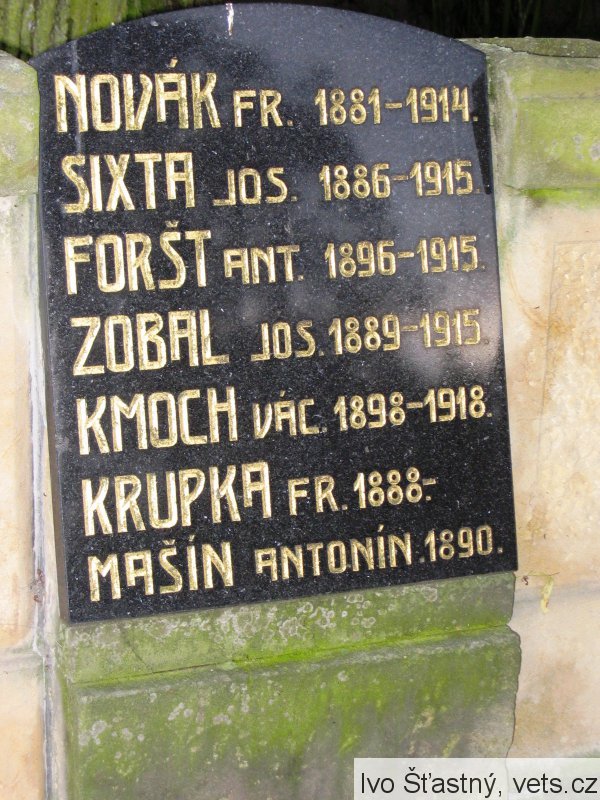 NOVÁK FR. 1881-1914.
SIXTA JOS. 1886-1915.
FORŠT ANT. 1896-1915.
ZOBAL JOS. 1889-1915.
KMOCH VÁC. 1898-1918.
KRUPKA FR. 1888-
MAŠÍN ANTONÍN. 1890.
Ivo Šťastný, vets.cz